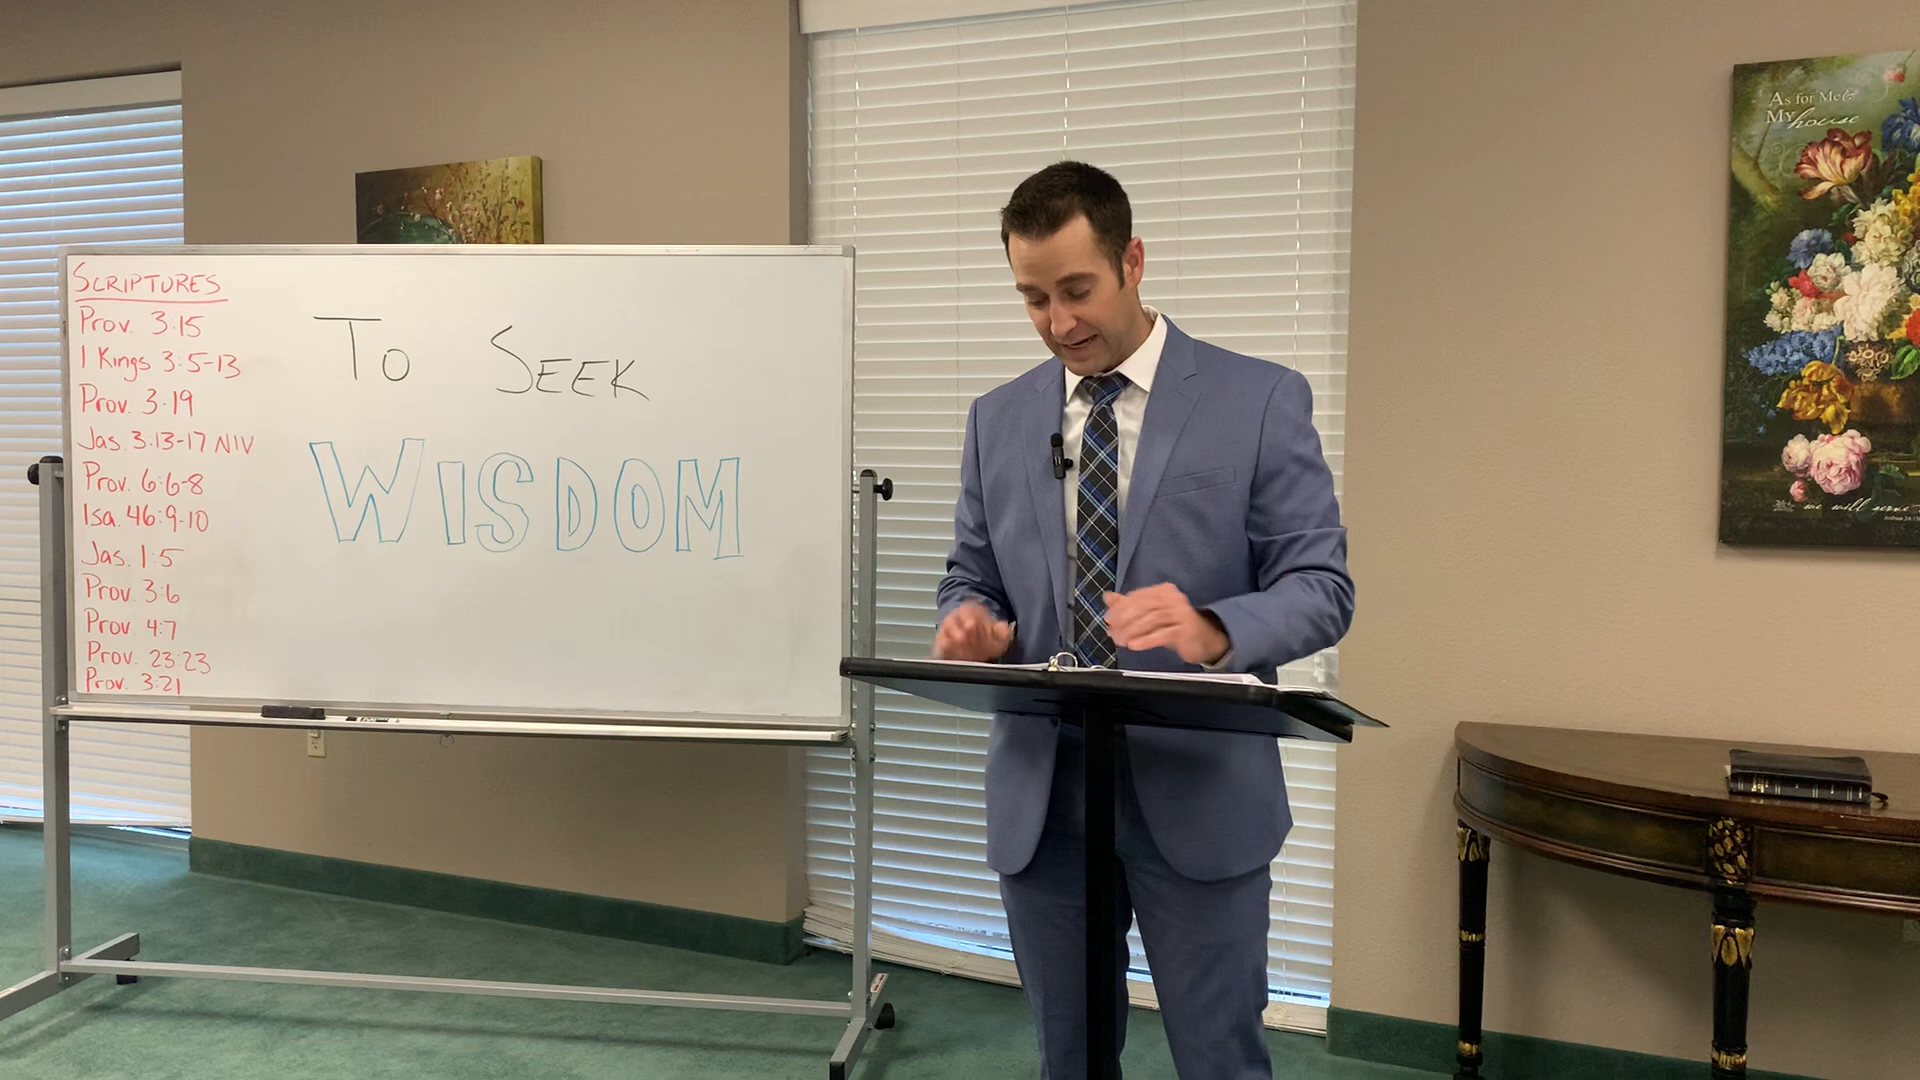 SCRIPTURES
Prov. 3:15
1 Kings 3:5-13
Prov. 3:19
Jas. 3:13-17 NIV
Prov. 6:6-8
Isa. 46:9-10
Jas. 1:5
Prov. 3:6
Prov. 4:7
Prov. 23:23
Prov. 3:21
TO SEEK
WISDOM
As for Me &
My house
we will serve